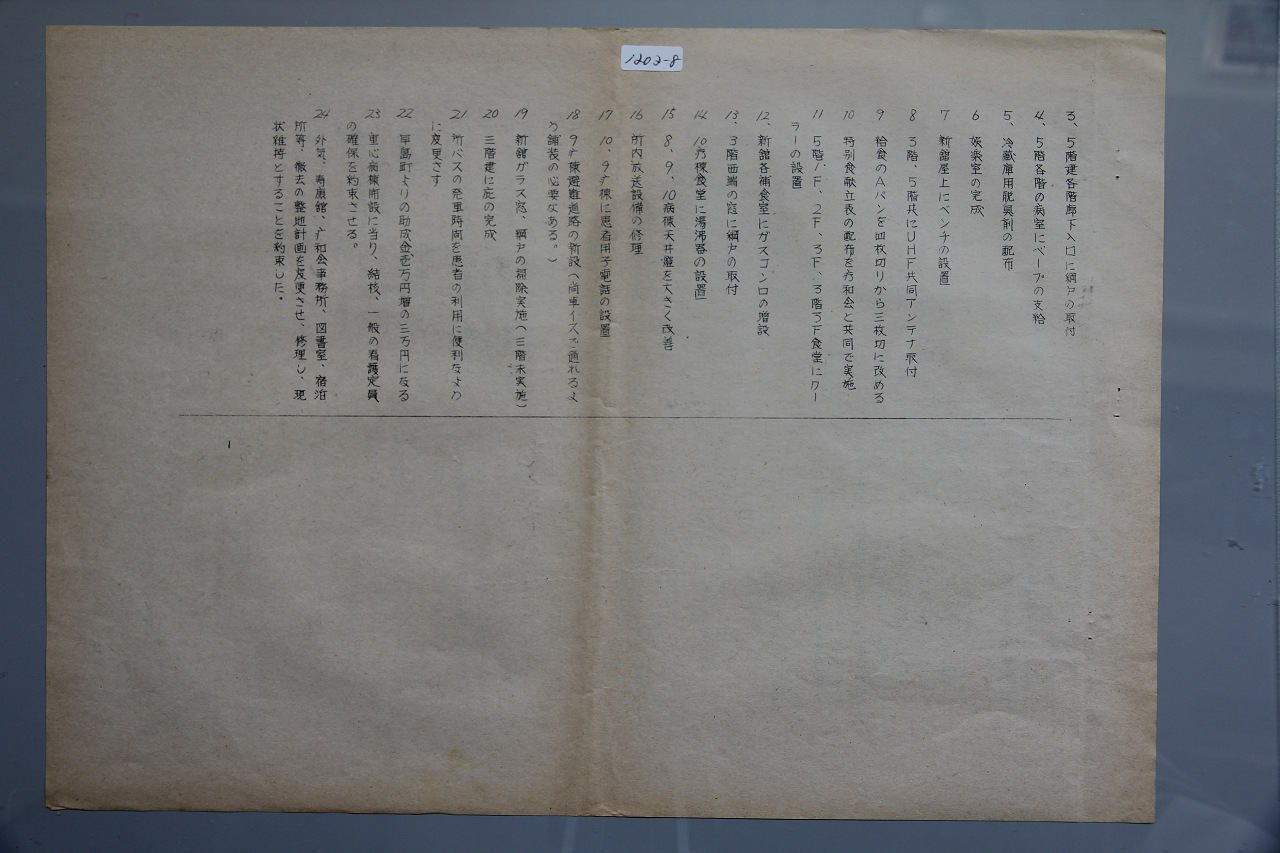 1202-8
3、5階建各階廊下入口に網戸の取付
4、5階各階の病室にベープの支給
5、冷蔵庫用脱臭剤の配布
6 娯楽室の完成
7 新館屋上にベンチの設置
8 3階、5階共にUHF共同アンテナ取付
9 給食のAパンを四枚切りから三枚切に改める
10 特別食献立表の配布を方和会と共同で実施
11 5階1F、2F、3F、3階3F食堂にクー
ラーの設置
12、新館各補食室にガスコンロの増設
13、3階西端の窓に網戸の取付
14 10病棟食堂に湯沸器の設置
15 8、9、10病棟天井燈を大きく改善
16 所内放送設備の修理
17 10、9病棟に患者用子電話の設置
18 9病棟避難道路の新設(尚車イスで通れるよ
う舗装の必要がある。)
19 新館ガラス窓、網戸の掃除実施(三階未実施)
20 三階建に庇の完成
21 所バスの発車時間を患者の利用に便利なよう
に変更さす
22 早島町よりの助成金壱万円増の三万円になる
23 重心病棟開設に当り、結核、一般の看護定員
の確保を約束させる。
24 外気、寿康館、広和会事務所、図書室、宿泊
所等、撤去の整地計画を変更させ、修理し、現
状維持とすることを約束した。